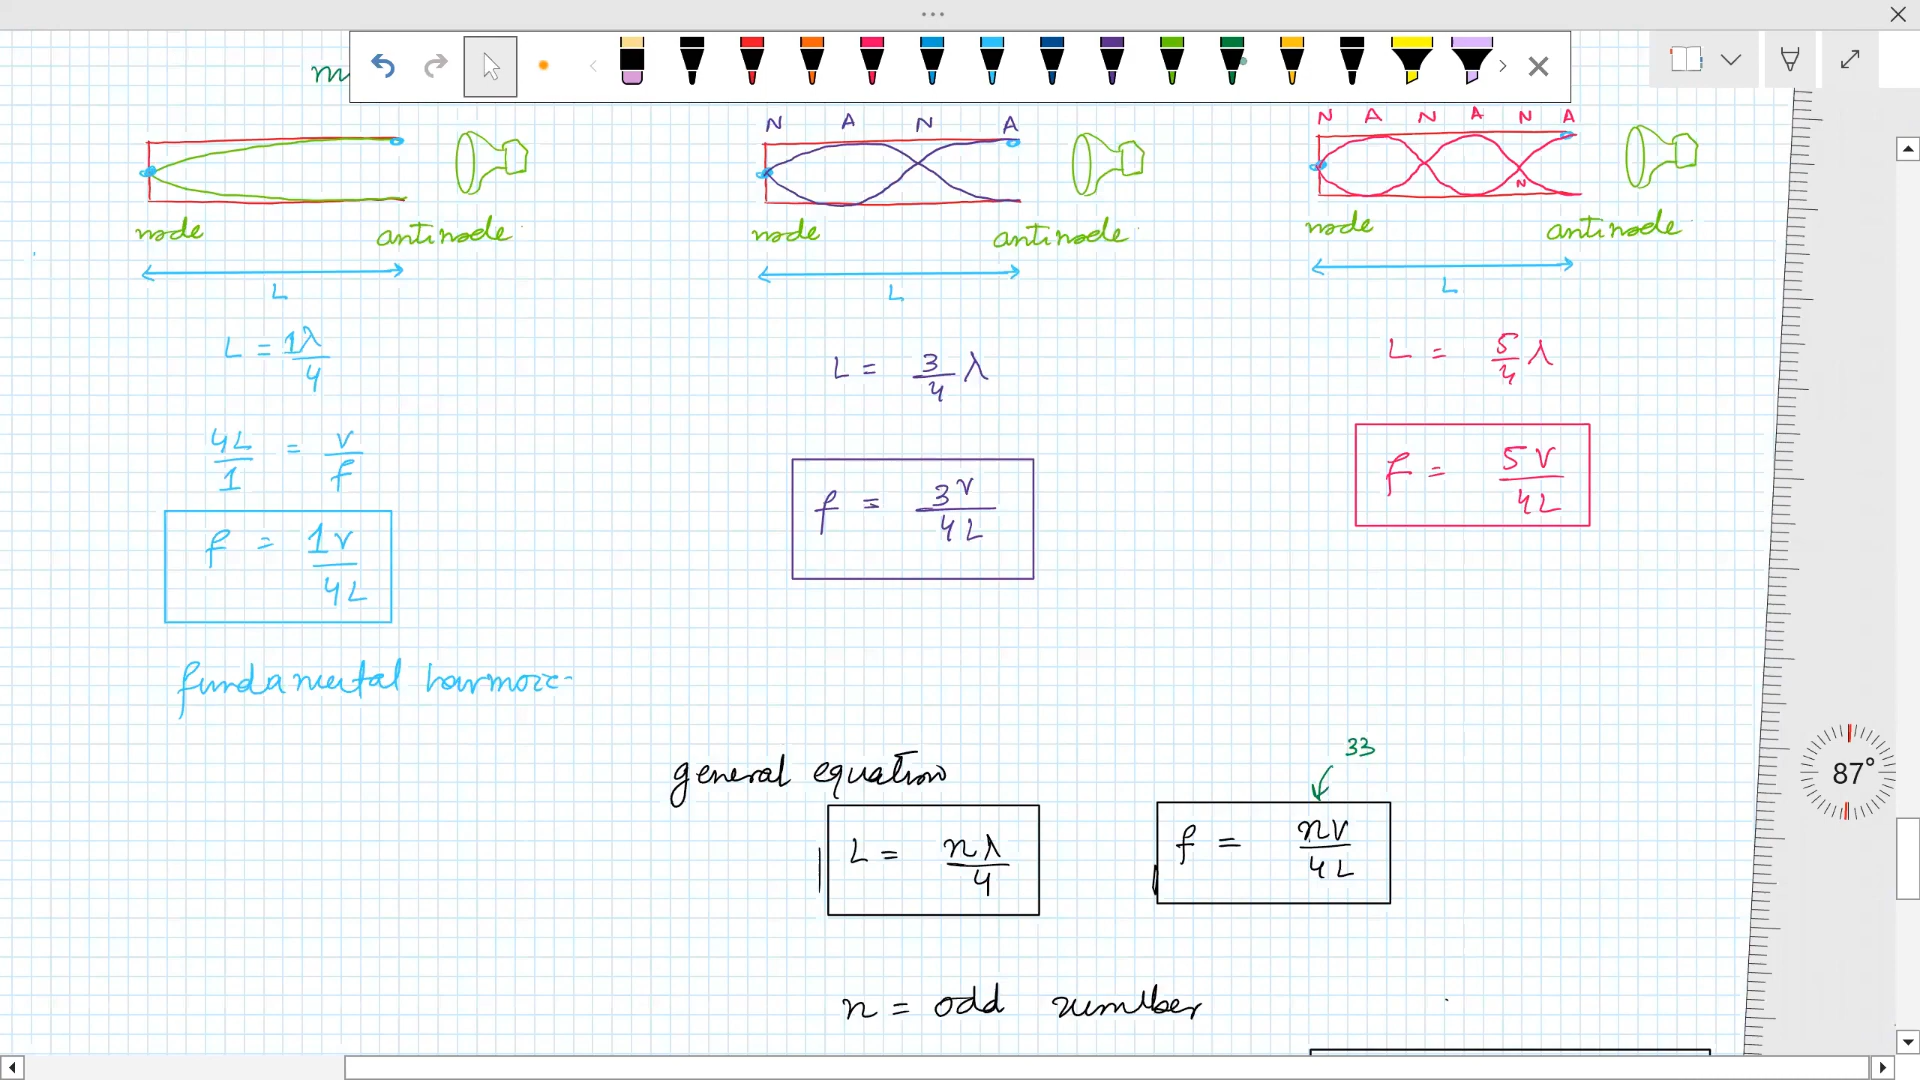 N A N A
N A N A N A
N
node antinode
node antinode
node antinode
L
L
L
L = 1λ/4
L = 3/4 λ
L = 5/4 λ
4L/1 = v/f
f = 3v/4L
f = 5v/4L
f = 1v/4L
fundamental
33
general equation
L = nλ/4
f = nv/4L
n = odd number
87°